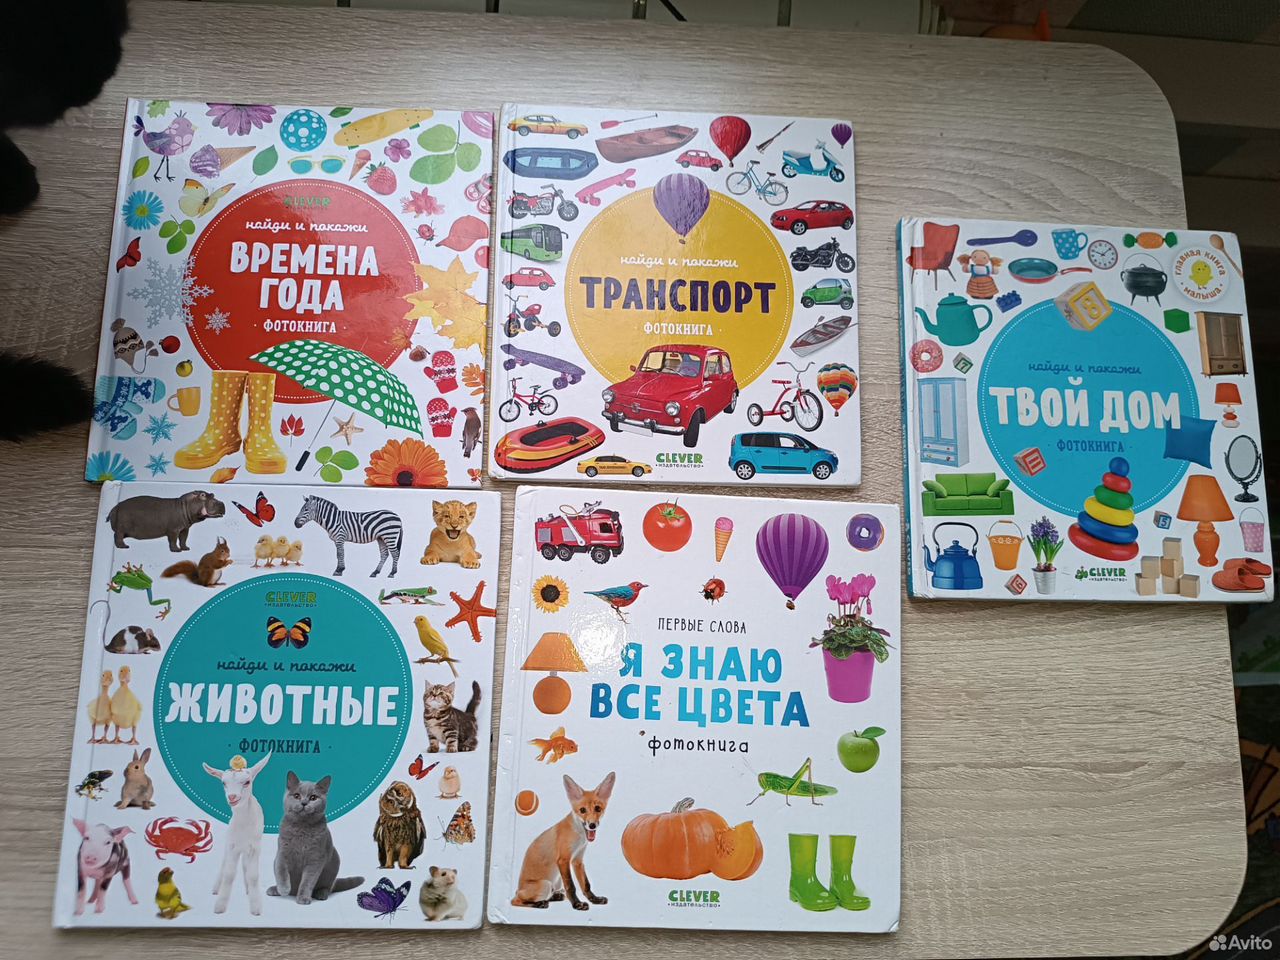 CLEVER
найди и покажи
ВРЕМЕНА
ГОДА
·ФОТОКНИГА·
найди и покажи
ТРАНСПОРТ
·ФОТОКНИГА·
CLEVER
·ИЗДАТЕЛЬСТВО·
ГЛАВНАЯ КНИГА
МАЛЫША
найди и покажи
ТВОЙ ДОМ
·ФОТОКНИГА·
CLEVER
·ИЗДАТЕЛЬСТВО·
CLEVER
·ИЗДАТЕЛЬСТВО·
найди и покажи
ЖИВОТНЫЕ
·ФОТОКНИГА·
ПЕРВЫЕ СЛОВА
Я ЗНАЮ
ВСЕ ЦВЕТА
фотокнига
CLEVER
·ИЗДАТЕЛЬСТВО·
Avito